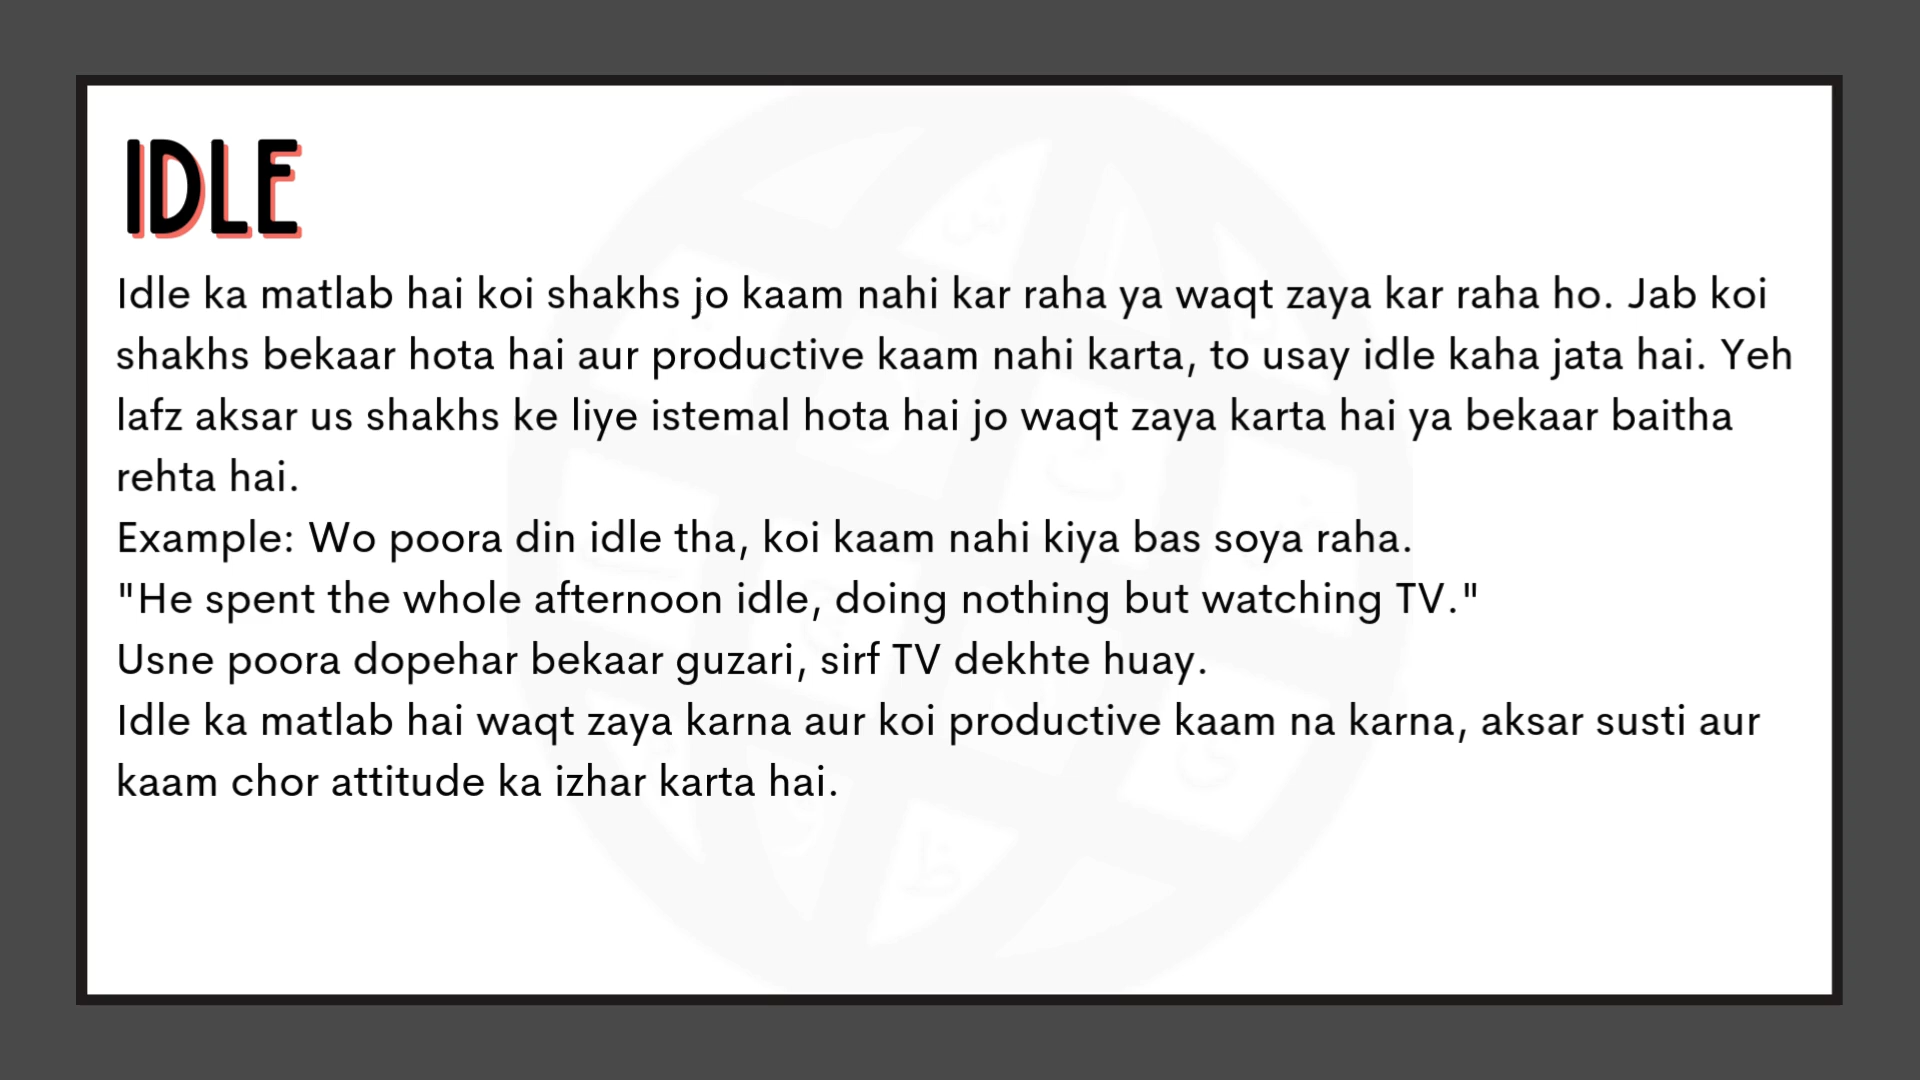 IDLE
Idle ka matlab hai koi shakhs jo kaam nahi kar raha ya waqt zaya kar raha ho. Jab koi
shakhs bekaar hota hai aur productive kaam nahi karta, to usay idle kaha jata hai. Yeh
lafz aksar us shakhs ke liye istemal hota hai jo waqt zaya karta hai ya bekaar baitha
rehta hai.
Example: Wo poora din idle tha, koi kaam nahi kiya bas soya raha.
"He spent the whole afternoon idle, doing nothing but watching TV."
Usne poora dopehar bekaar guzari, sirf TV dekhte huay.
Idle ka matlab hai waqt zaya karna aur koi productive kaam na karna, aksar susti aur
kaam chor attitude ka izhar karta hai.